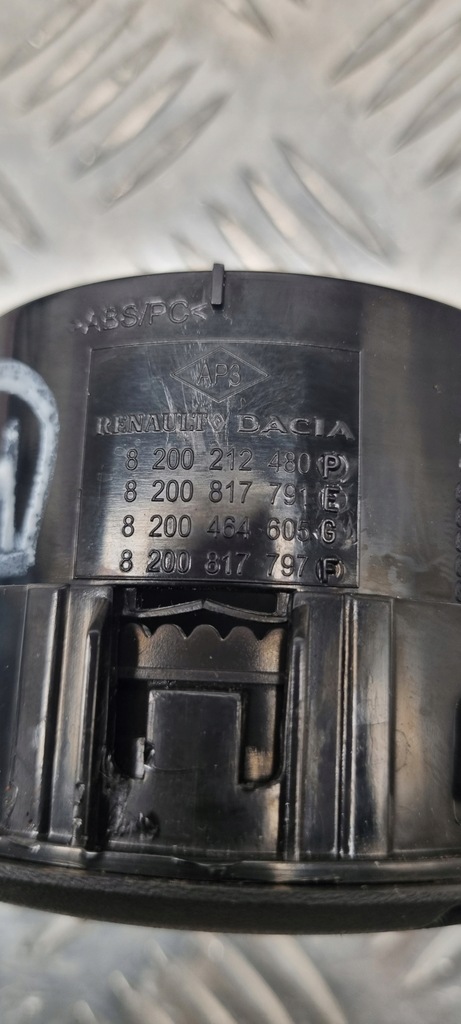 >ABS/PC<
AP3
RENAULT◇ DACIA
8 200 212 480 (P)
8 200 817 791 (E)
8 200 464 605 (G)
8 200 817 797 (F)